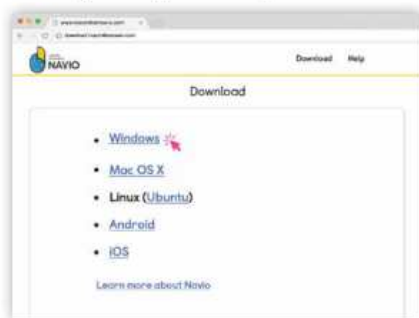 NAVIO
Download Help
Download
• Windows
• Mac OS X
• Linux (Ubuntu)
• Android
• iOS
Learn more about Navio